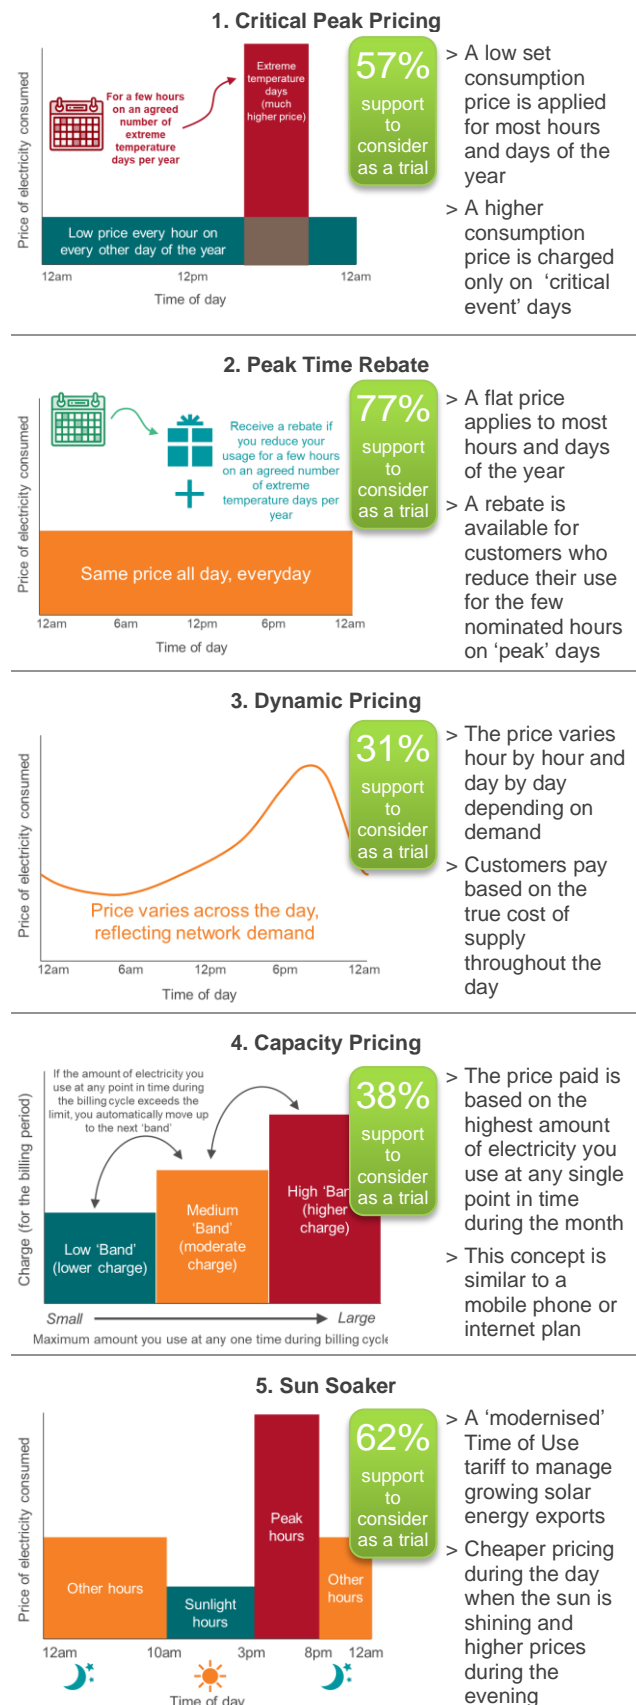 1. Critical Peak Pricing
Price of electricity consumed
For a few hours
on an agreed
number of
extreme
temperature
days per year
Extreme
temperature
days
(much
higher price)
Low price every hour on
every other day of the year
12am
12pm
12am
Time of day
57%
support
to
consider
as a trial
> A low set
consumption
price is applied
for most hours
and days of the
year
> A higher
consumption
price is charged
only on ‘critical
event’ days
2. Peak Time Rebate
Price of electricity consumed
Receive a rebate if
you reduce your
usage for a few hours
on an agreed number
of extreme
temperature days per
year
Same price all day, everyday
12am
6am
12pm
6pm
12am
Time of day
77%
support
to
consider
as a trial
> A flat price
applies to most
hours and days
of the year
> A rebate is
available for
customers who
reduce their use
for the few
nominated hours
on ‘peak’ days
3. Dynamic Pricing
Price of electricity consumed
Price varies across the day,
reflecting network demand
12am
6am
12pm
6pm
12am
Time of day
31%
support
to
consider
as a trial
> The price varies
hour by hour and
day by day
depending on
demand
> Customers pay
based on the
true cost of
supply
throughout the
day
4. Capacity Pricing
Charge (for the billing period)
If the amount of electricity you
use at any point in time during
the billing cycle exceeds the
limit, you automatically move up
to the next ‘band’
Low ‘Band’
(lower charge)
Medium
‘Band’
(moderate
charge)
High ‘Ban
(higher
charge)
Small
Large
Maximum amount you use at any one time during billing cycle
38%
support
to
consider
as a trial
> The price paid is
based on the
highest amount
of electricity you
use at any single
point in time
during the month
> This concept is
similar to a
mobile phone or
internet plan
5. Sun Soaker
Price of electricity consumed
Other hours
Sunlight
hours
Peak
hours
Other
hours
12am
10am
3pm
8pm
12am
Time of day
62%
support
to
consider
as a trial
> A ‘modernised’
Time of Use
tariff to manage
growing solar
energy exports
> Cheaper pricing
during the day
when the sun is
shining and
higher prices
during the
evening